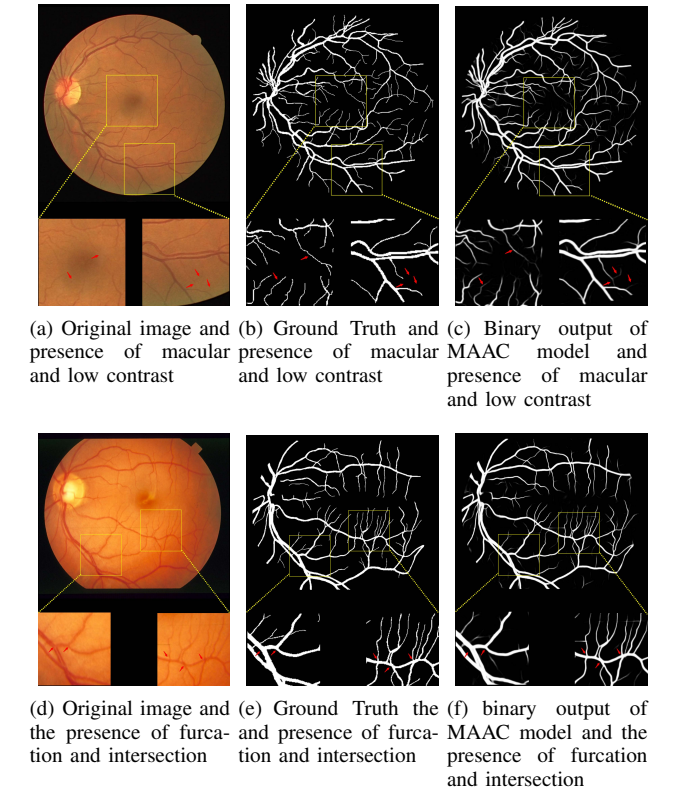 (a) Original image and
presence of macular
and low contrast
(b) Ground Truth and
presence of macular
and low contrast
(c) Binary output of
MAAC model and
presence of macular
and low contrast
(d) Original image and
the presence of furca-
tion and intersection
(e) Ground Truth the
and presence of furca-
tion and intersection
(f) binary output of
MAAC model and the
presence of furcation
and intersection